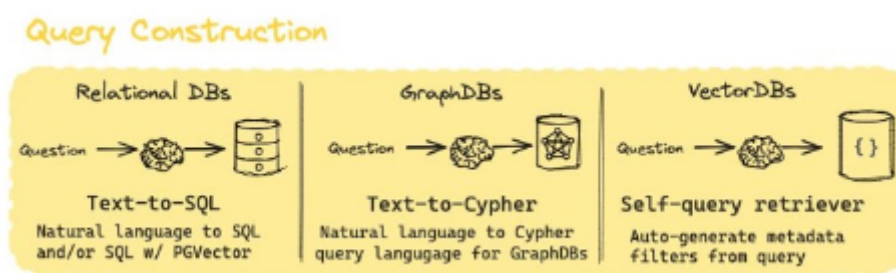 Query Construction
Relational DBs
Question
Text-to-SQL
Natural language to SQL
and/or SQL w/ PGVector
GraphDBs
Question
Text-to-Cypher
Natural language to Cypher
query langugage for GraphDBs
VectorDBs
Question
{}
Self-query retriever
Auto-generate metadata
filters from query